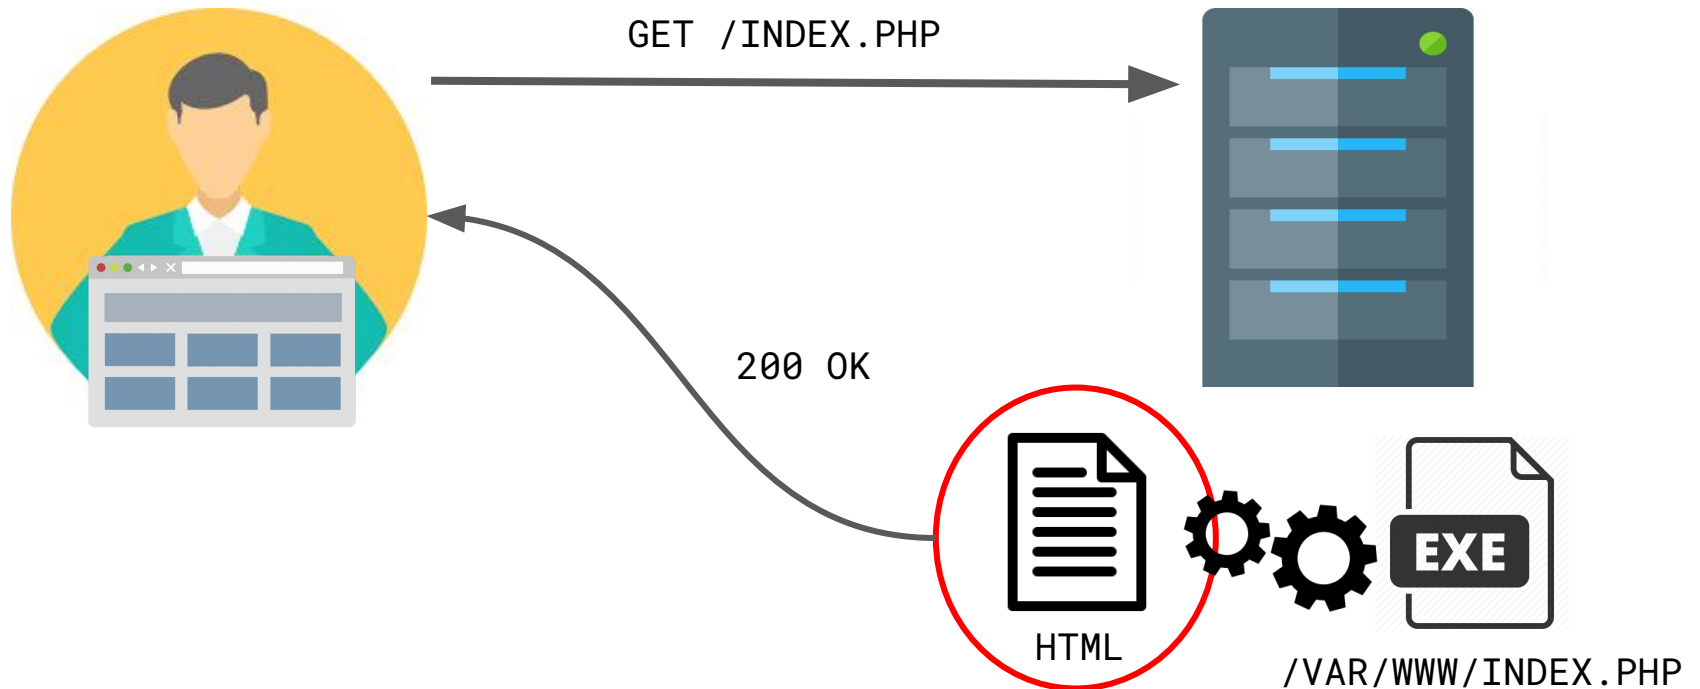 GET /INDEX.PHP
200 OK
EXE
HTML
/VAR/WWW/INDEX.PHP